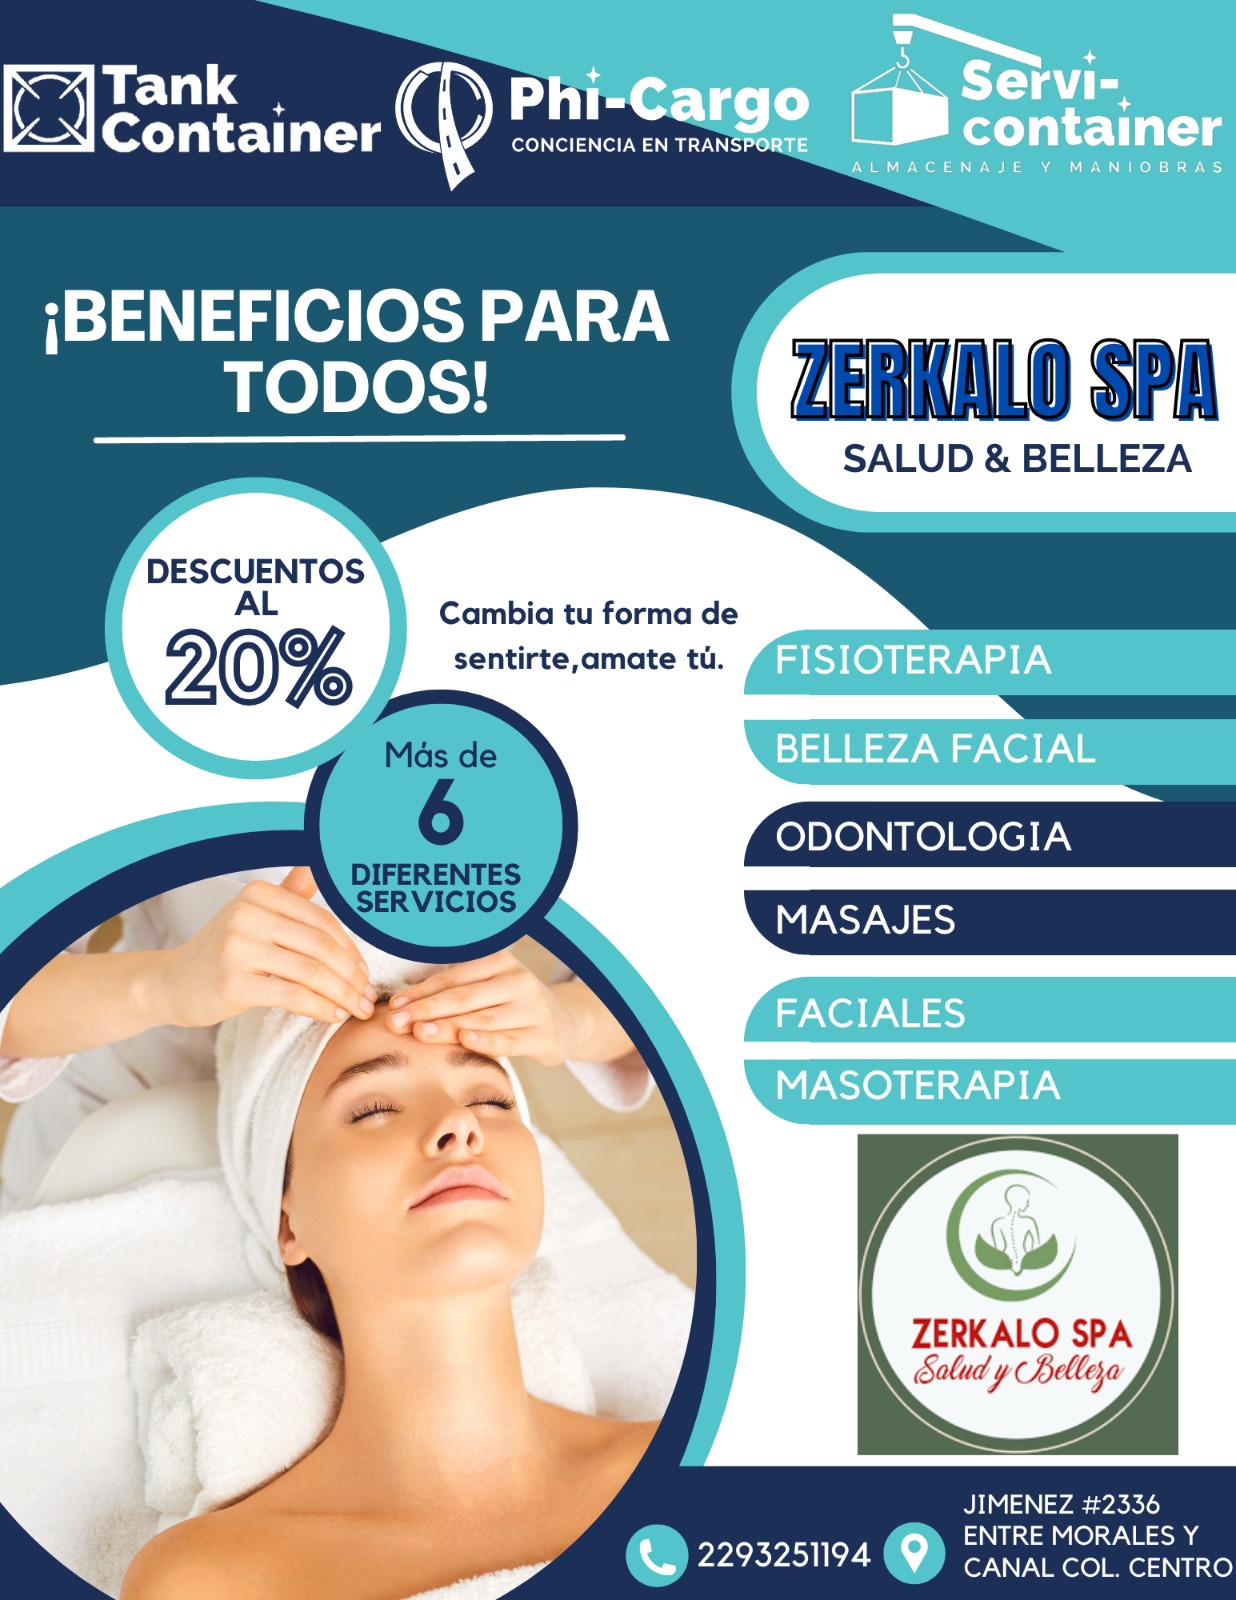 Tank
Container
Phi-Cargo
CONCIENCIA EN TRANSPORTE
Servi-
container
ALMACENAJE Y MANIOBRAS
¡BENEFICIOS PARA
TODOS!
ZERKALO SPA
SALUD & BELLEZA
DESCUENTOS
AL
20%
Cambia tu forma de
sentirte,amate tú.
Más de
6
DIFERENTES
SERVICIOS
FISIOTERAPIA
BELLEZA FACIAL
ODONTOLOGIA
MASAJES
FACIALES
MASOTERAPIA
ZERKALO SPA
Salud y Belleza
2293251194
JIMENEZ #2336
ENTRE MORALES Y
CANAL COL. CENTRO